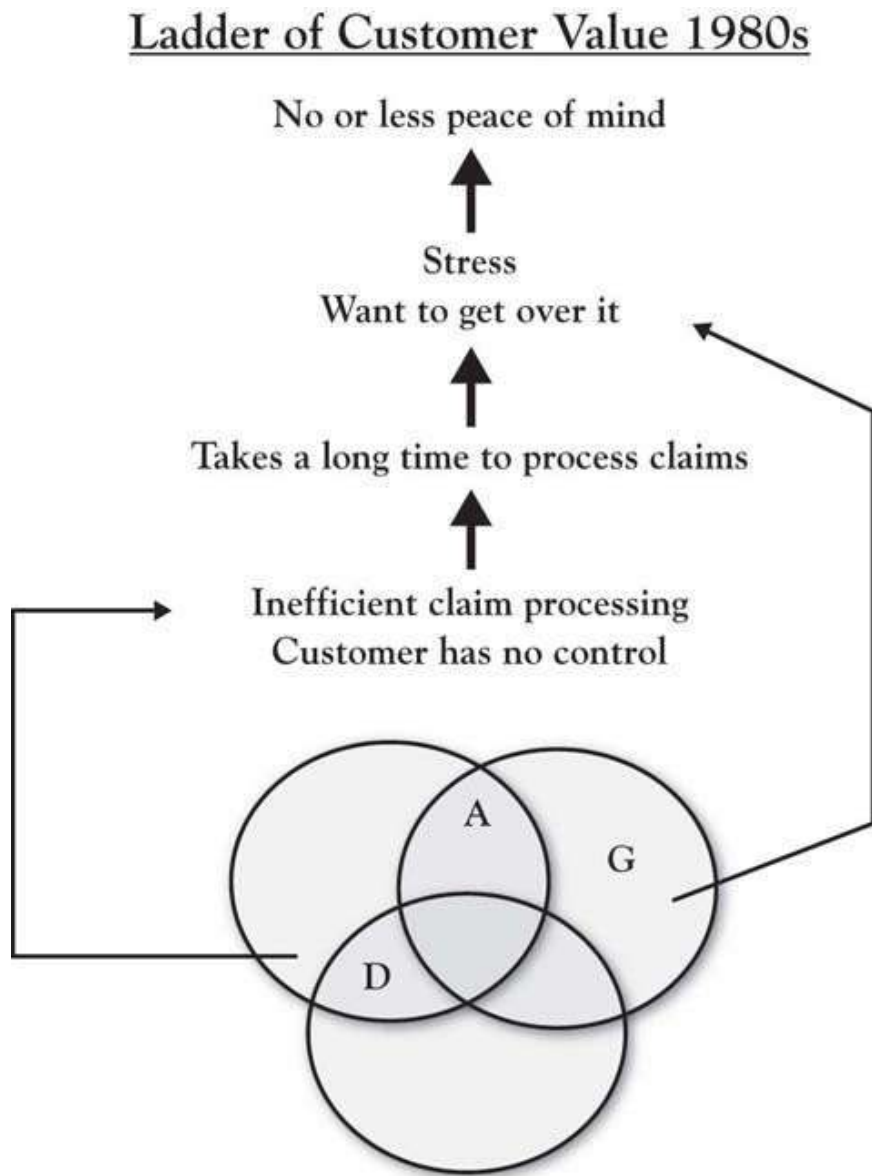 Ladder of Customer Value 1980s
No or less peace of mind
Stress
Want to get over it
Takes a long time to process claims
Inefficient claim processing
Customer has no control
A
G
D